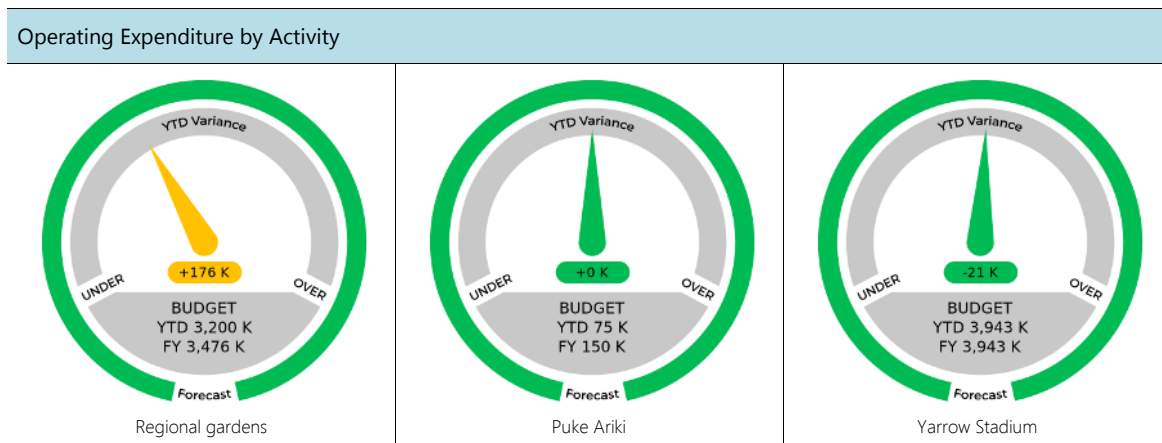 Operating Expenditure by Activity
YTD Variance
+176 K
UNDER
OVER
BUDGET
YTD 3,200 K
FY 3,476 K
Forecast
Regional gardens
YTD Variance
+0 K
UNDER
OVER
BUDGET
YTD 75 K
FY 150 K
Forecast
Puke Ariki
YTD Variance
-21 K
UNDER
OVER
BUDGET
YTD 3,943 K
FY 3,943 K
Forecast
Yarrow Stadium